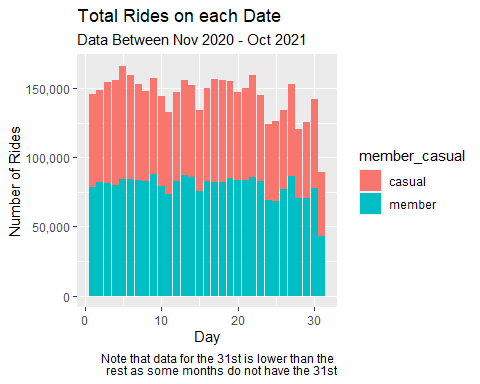 Total Rides on each Date
Data Between Nov 2020 - Oct 2021
150,000
100,000
50,000
0
Number of Rides
0 10 20 30
Day
member_casual
casual
member
Note that data for the 31st is lower than the
rest as some months do not have the 31st